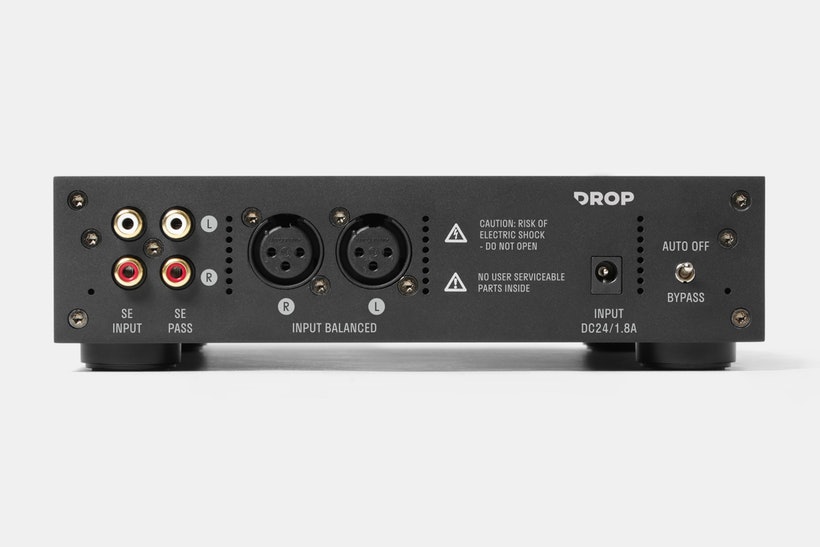 DROP
L
R
SE
INPUT
SE
PASS
R
L
INPUT BALANCED
CAUTION: RISK OF
ELECTRIC SHOCK
- DO NOT OPEN
NO USER SERVICEABLE
PARTS INSIDE
INPUT
DC24/1.8A
AUTO OFF
BYPASS